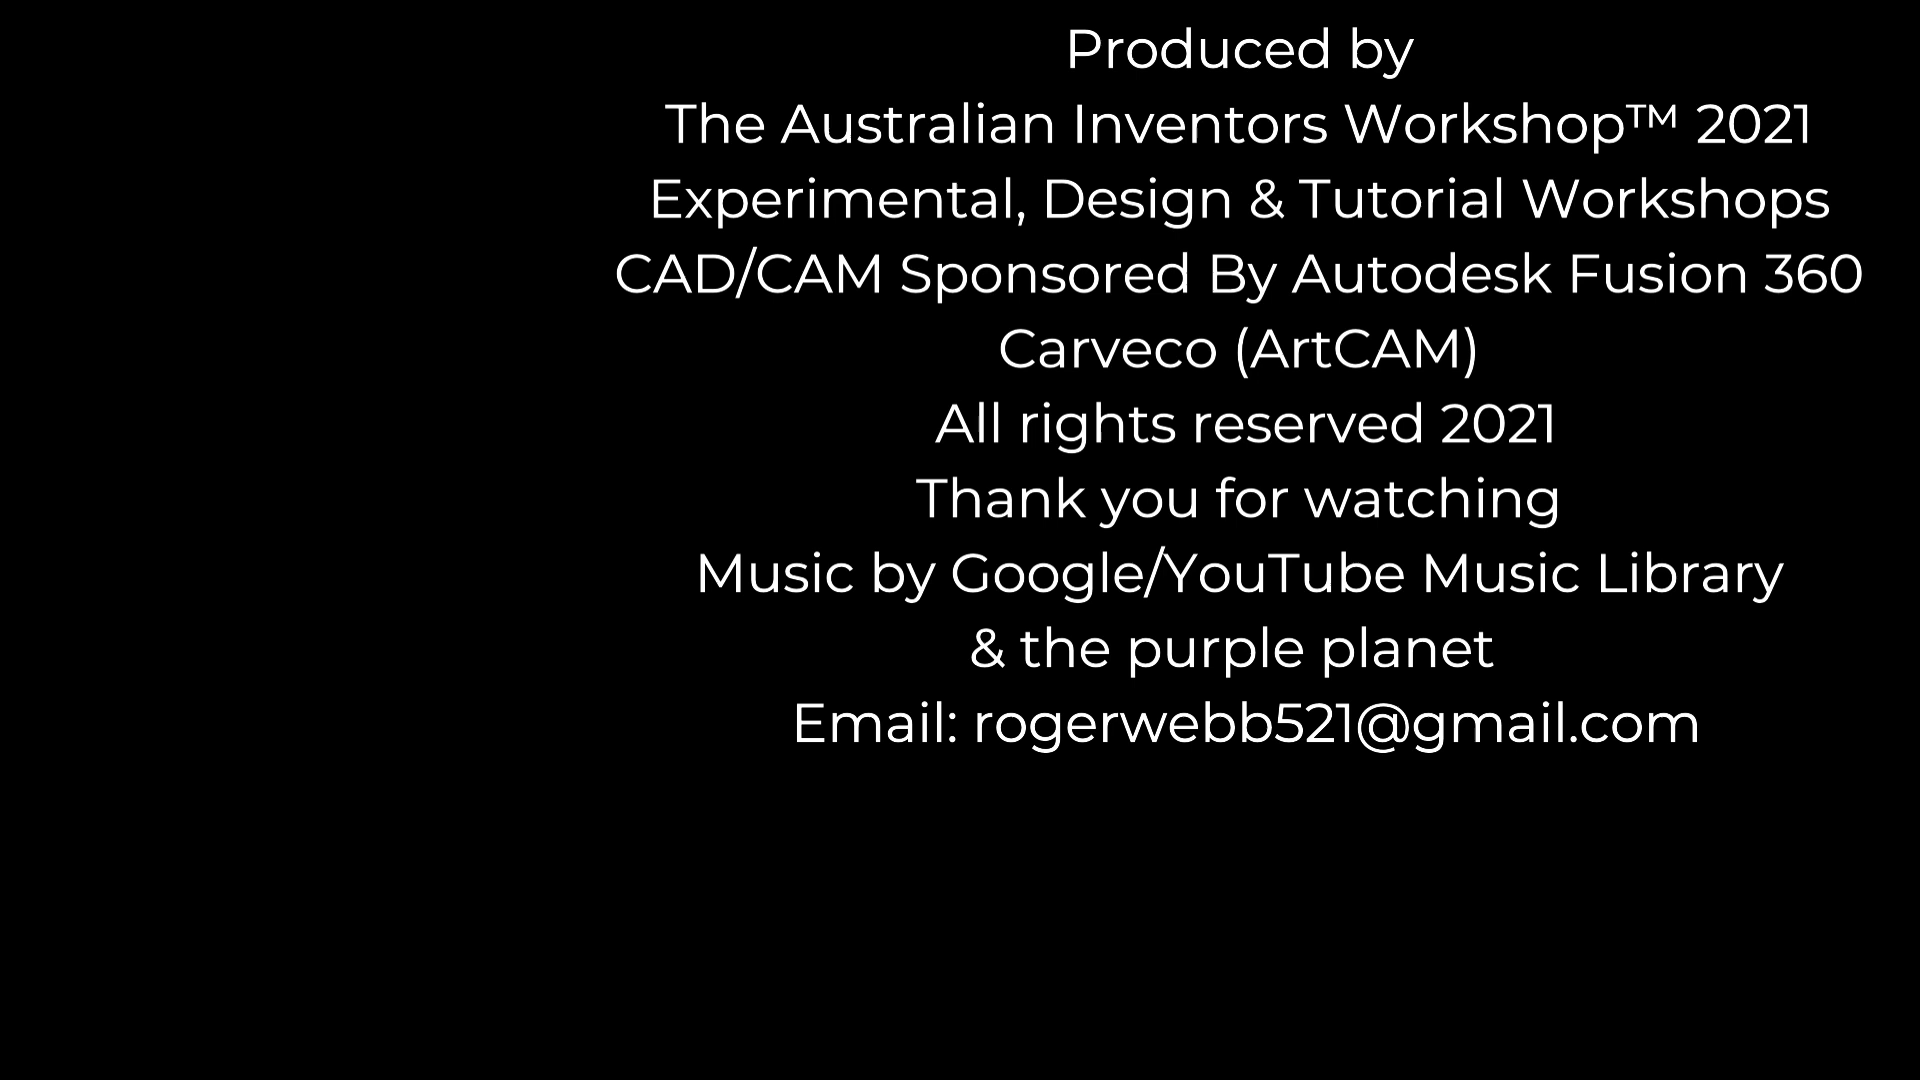 Produced by
The Australian Inventors Workshop™ 2021
Experimental, Design & Tutorial Workshops
CAD/CAM Sponsored By Autodesk Fusion 360
Carveco (ArtCAM)
All rights reserved 2021
Thank you for watching
Music by Google/YouTube Music Library
& the purple planet
Email: rogerwebb521@gmail.com